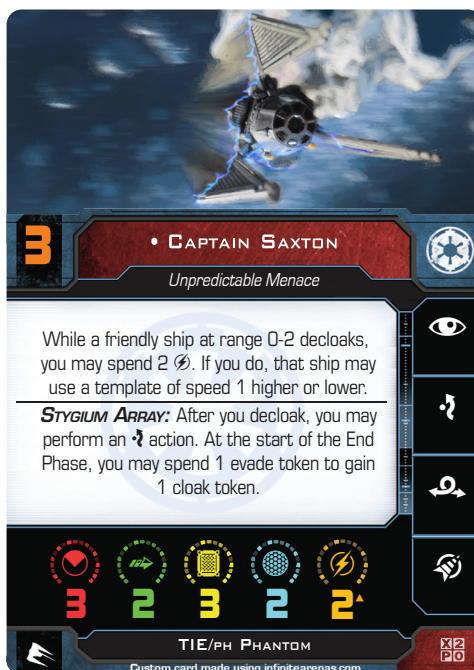 3
• Captain Saxton
Unpredictable Menace
While a friendly ship at range 0-2 decloaks,
you may spend 2 . If you do, that ship may
use a template of speed 1 higher or lower.
Stygium Array: After you decloak, you may
perform an action. At the start of the End
Phase, you may spend 1 evade token to gain
1 cloak token.
3 2 3 2 2
TIE/ph Phantom
X2
PO
Custom card made using infinitearenas.com